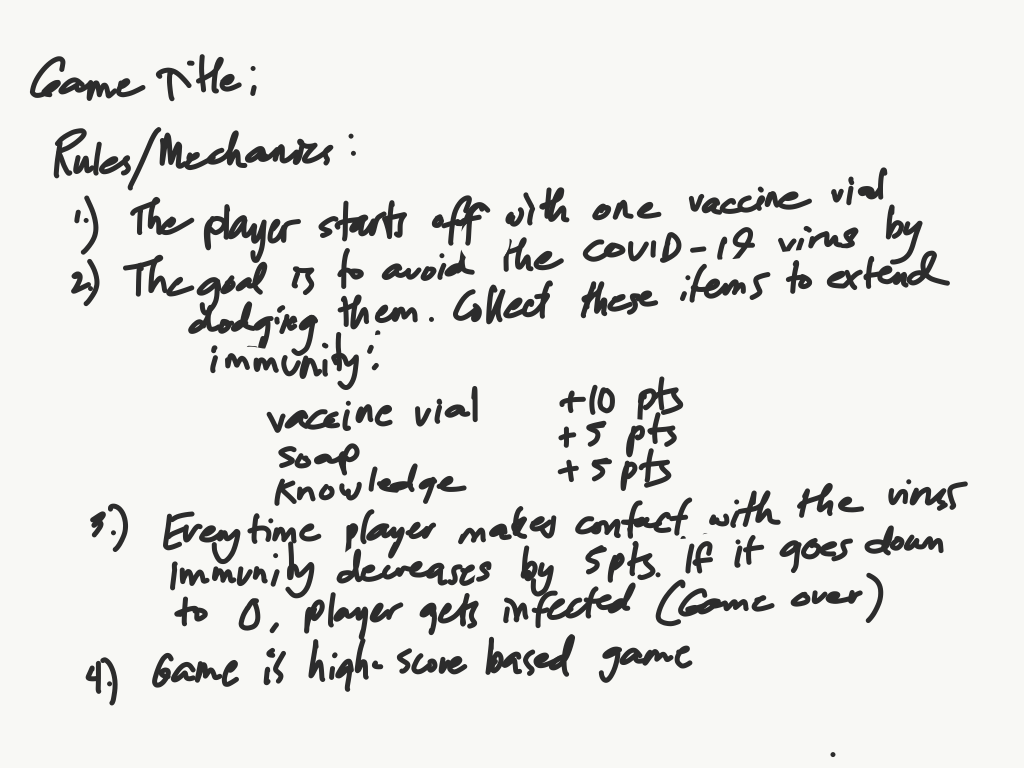 Game Title:
Rules/Mechanics:
1.) The player starts off with one vaccine vial
2.) The goal is to avoid the COVID-19 virus by
dodging them. Collect these items to extend
immunity:
vaccine vial +10 pts
soap +5 pts
Knowledge +5 pts
3.) Everytime player makes contact with the virus
immunity decreases by 5pts. If it goes down
to 0, player gets infected (Game over)
4.) Game is high-score based game